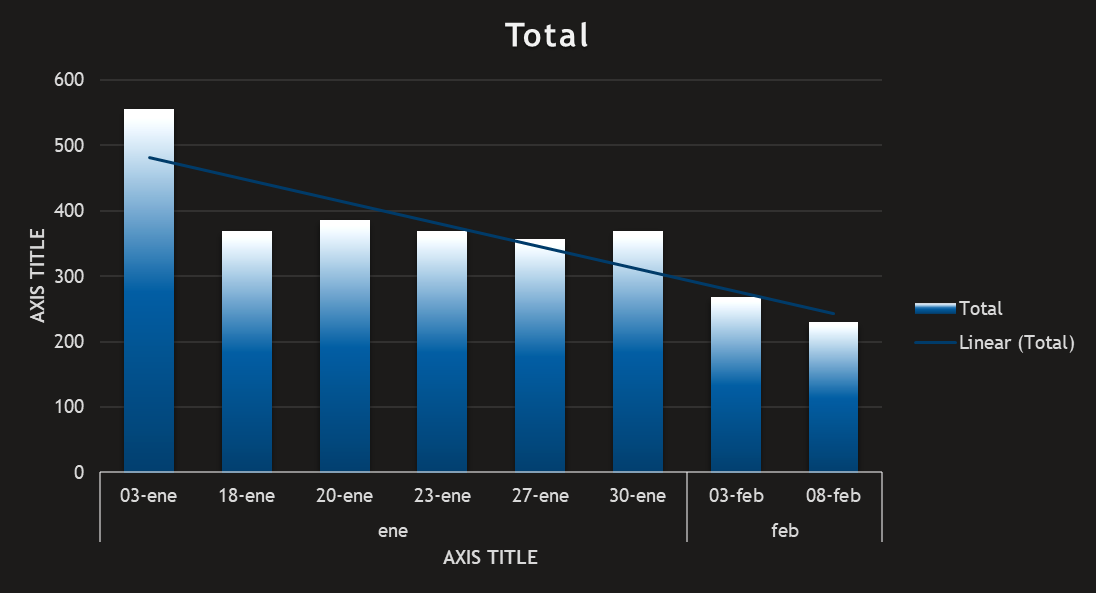 Total
600
500
400
300
200
100
0
AXIS TITLE
03-ene 18-ene 20-ene 23-ene 27-ene 30-ene 03-feb 08-feb
ene feb
AXIS TITLE
Total
Linear (Total)